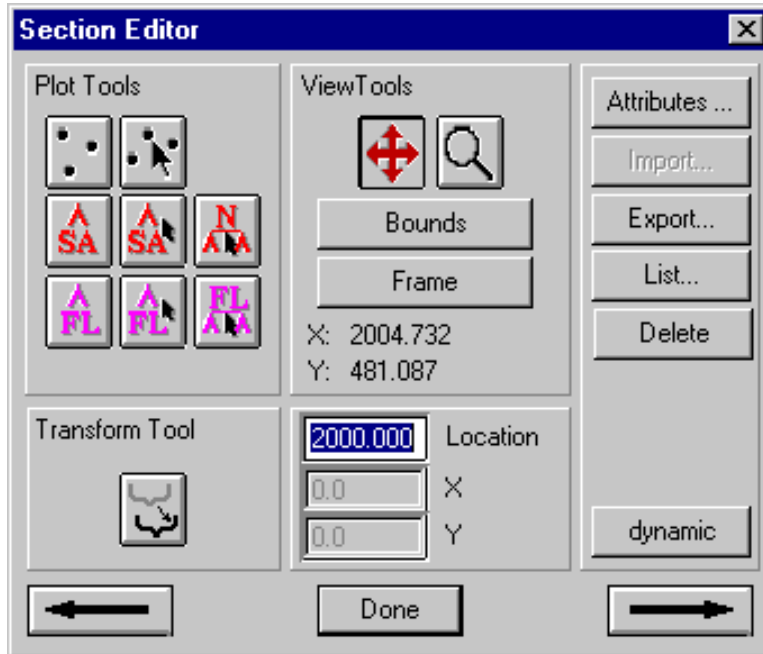 Section Editor
Plot Tools
SA
SA
N
FL
FL
FL
ViewTools
Bounds
Frame
X: 2004.732
Y: 481.087
Attributes ...
Import...
Export...
List...
Delete
Transform Tool
2000.000 Location
0.0 X
0.0 Y
dynamic
Done